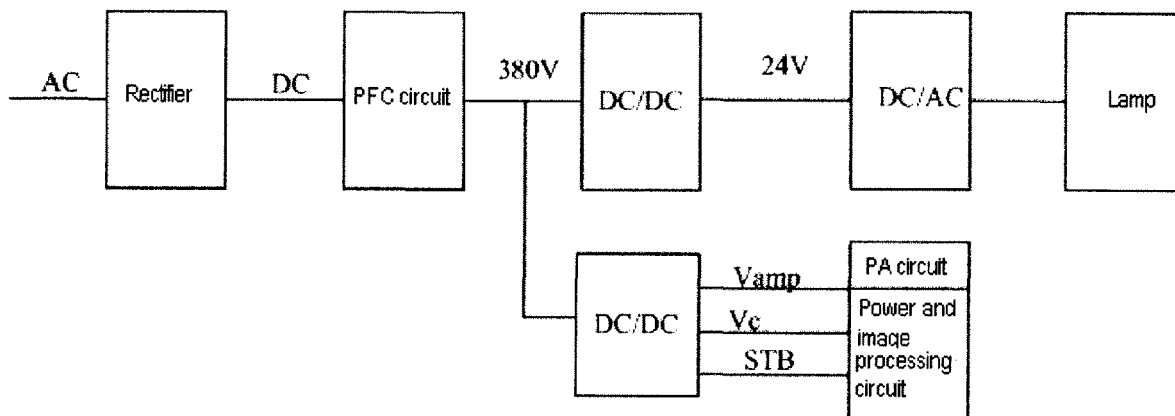 AC
Rectifier
DC
PFC circuit
380V
DC/DC
24V
DC/AC
Lamp
DC/DC
Vamp
Vc
STB
PA circuit
Power and
image
processing
circuit